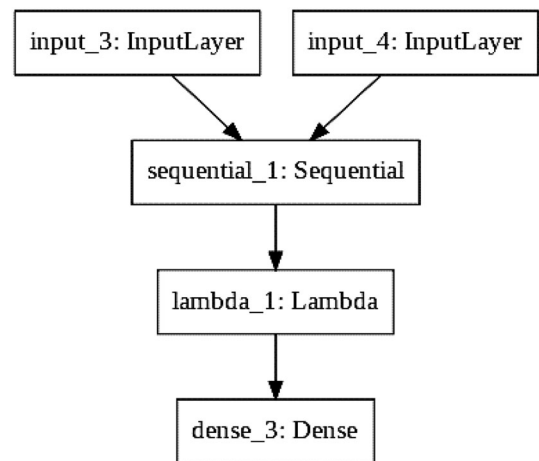 input_3: InputLayer
input_4: InputLayer
sequential_1: Sequential
lambda_1: Lambda
dense_3: Dense